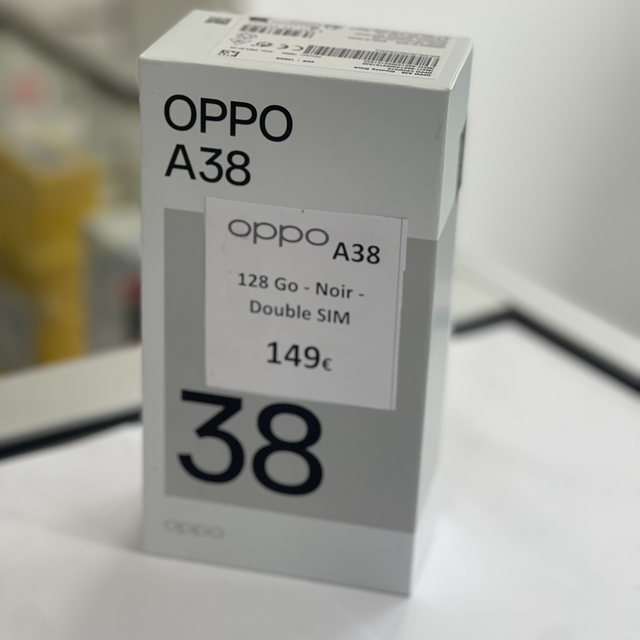 OPPO
A38
oppo A38
128 Go - Noir -
Double SIM
149€
38
oppo